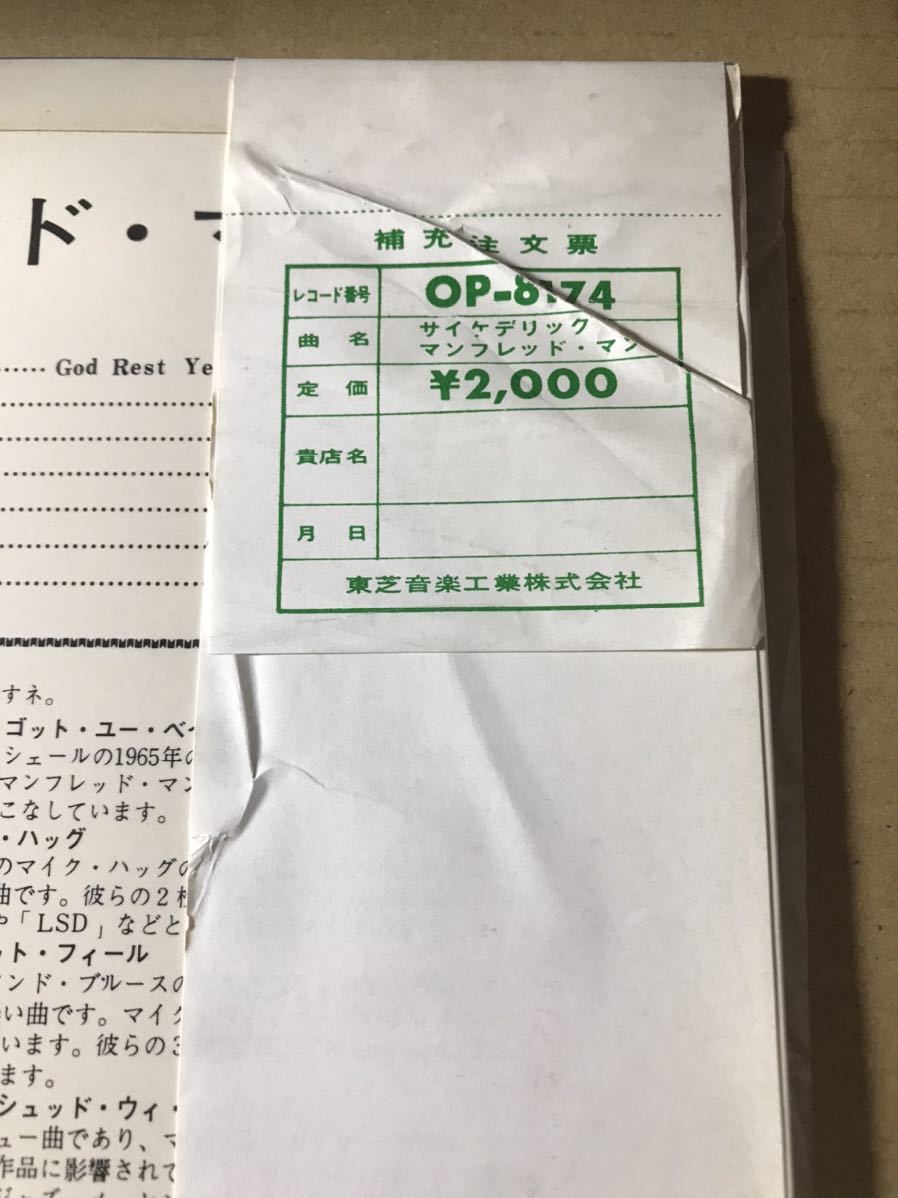 ド・マ
God Rest Ye
補充注文票
レコード番号 OP-8174
曲名 サイケデリック
マンフレッド・マン
定価 ¥2,000
貴店名
月日
東芝音楽工業株式会社
すネ。
ゴット・ユー・ベイ
シェールの1965年の
マンフレッド・マン
こなしています。
・ハッグ
のマイク・ハッグの
曲です。彼らの2枚
や「LSD」などと
ット・フィール
アンド・ブルースの
い曲です。マイク
います。彼らの3
ます。
シュッド・ウィ・
ュー曲であり、マ
作品に影響されて